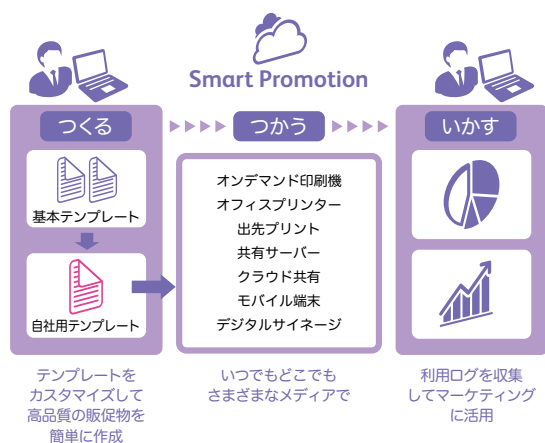 Smart Promotion
つくる
つかう
いかす
基本テンプレート
自社用テンプレート
オンデマンド印刷機
オフィスプリンター
出先プリント
共有サーバー
クラウド共有
モバイル端末
デジタルサイネージ
テンプレートを
カスタマイズして
高品質の販促物を
簡単に作成
いつでもどこでも
さまざまなメディアで
利用ログを収集
してマーケティング
に活用